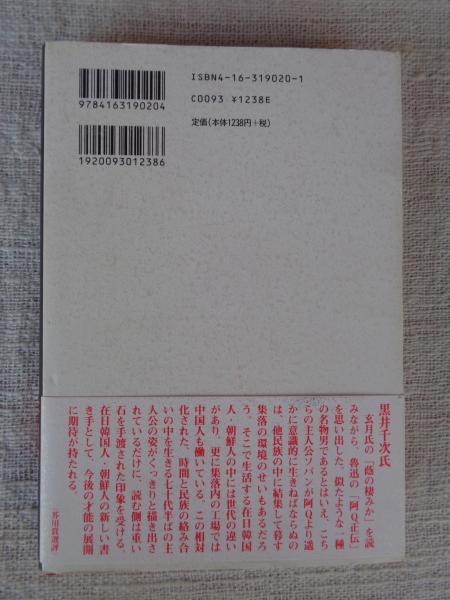 ISBN4-16-319020-1
C0093 ¥1238E
定価(本体1238円+税)
9784163190204
1920093012386
黒井千次氏
玄月氏の「蔭の棲みか」を読
みながら、魯迅の「阿Q正伝」
を思い出した。似たような一種
の名物男であるとはいえ、こち
らの主人公ソバンが阿Qより遥
かに意識的に生きねばならぬの
は、他民族の中に集結して暮す
集落の環境のせいもあるだろ
う。そこで生活する在日韓国
人・朝鮮人の中には世代の違い
があり、更に集落内の工場では
中国人も働いている。この相対
化された、時間と民族の絡み合
いの中を生きる七十代半ばの主
人公の姿がくっきりと描き出さ
れているだけに、読む側は重い
石を手渡された印象を受ける。
在日韓国人・朝鮮人の新しい書
き手として、今後の才能の展開
に期待が持たれる。
芥川賞選評